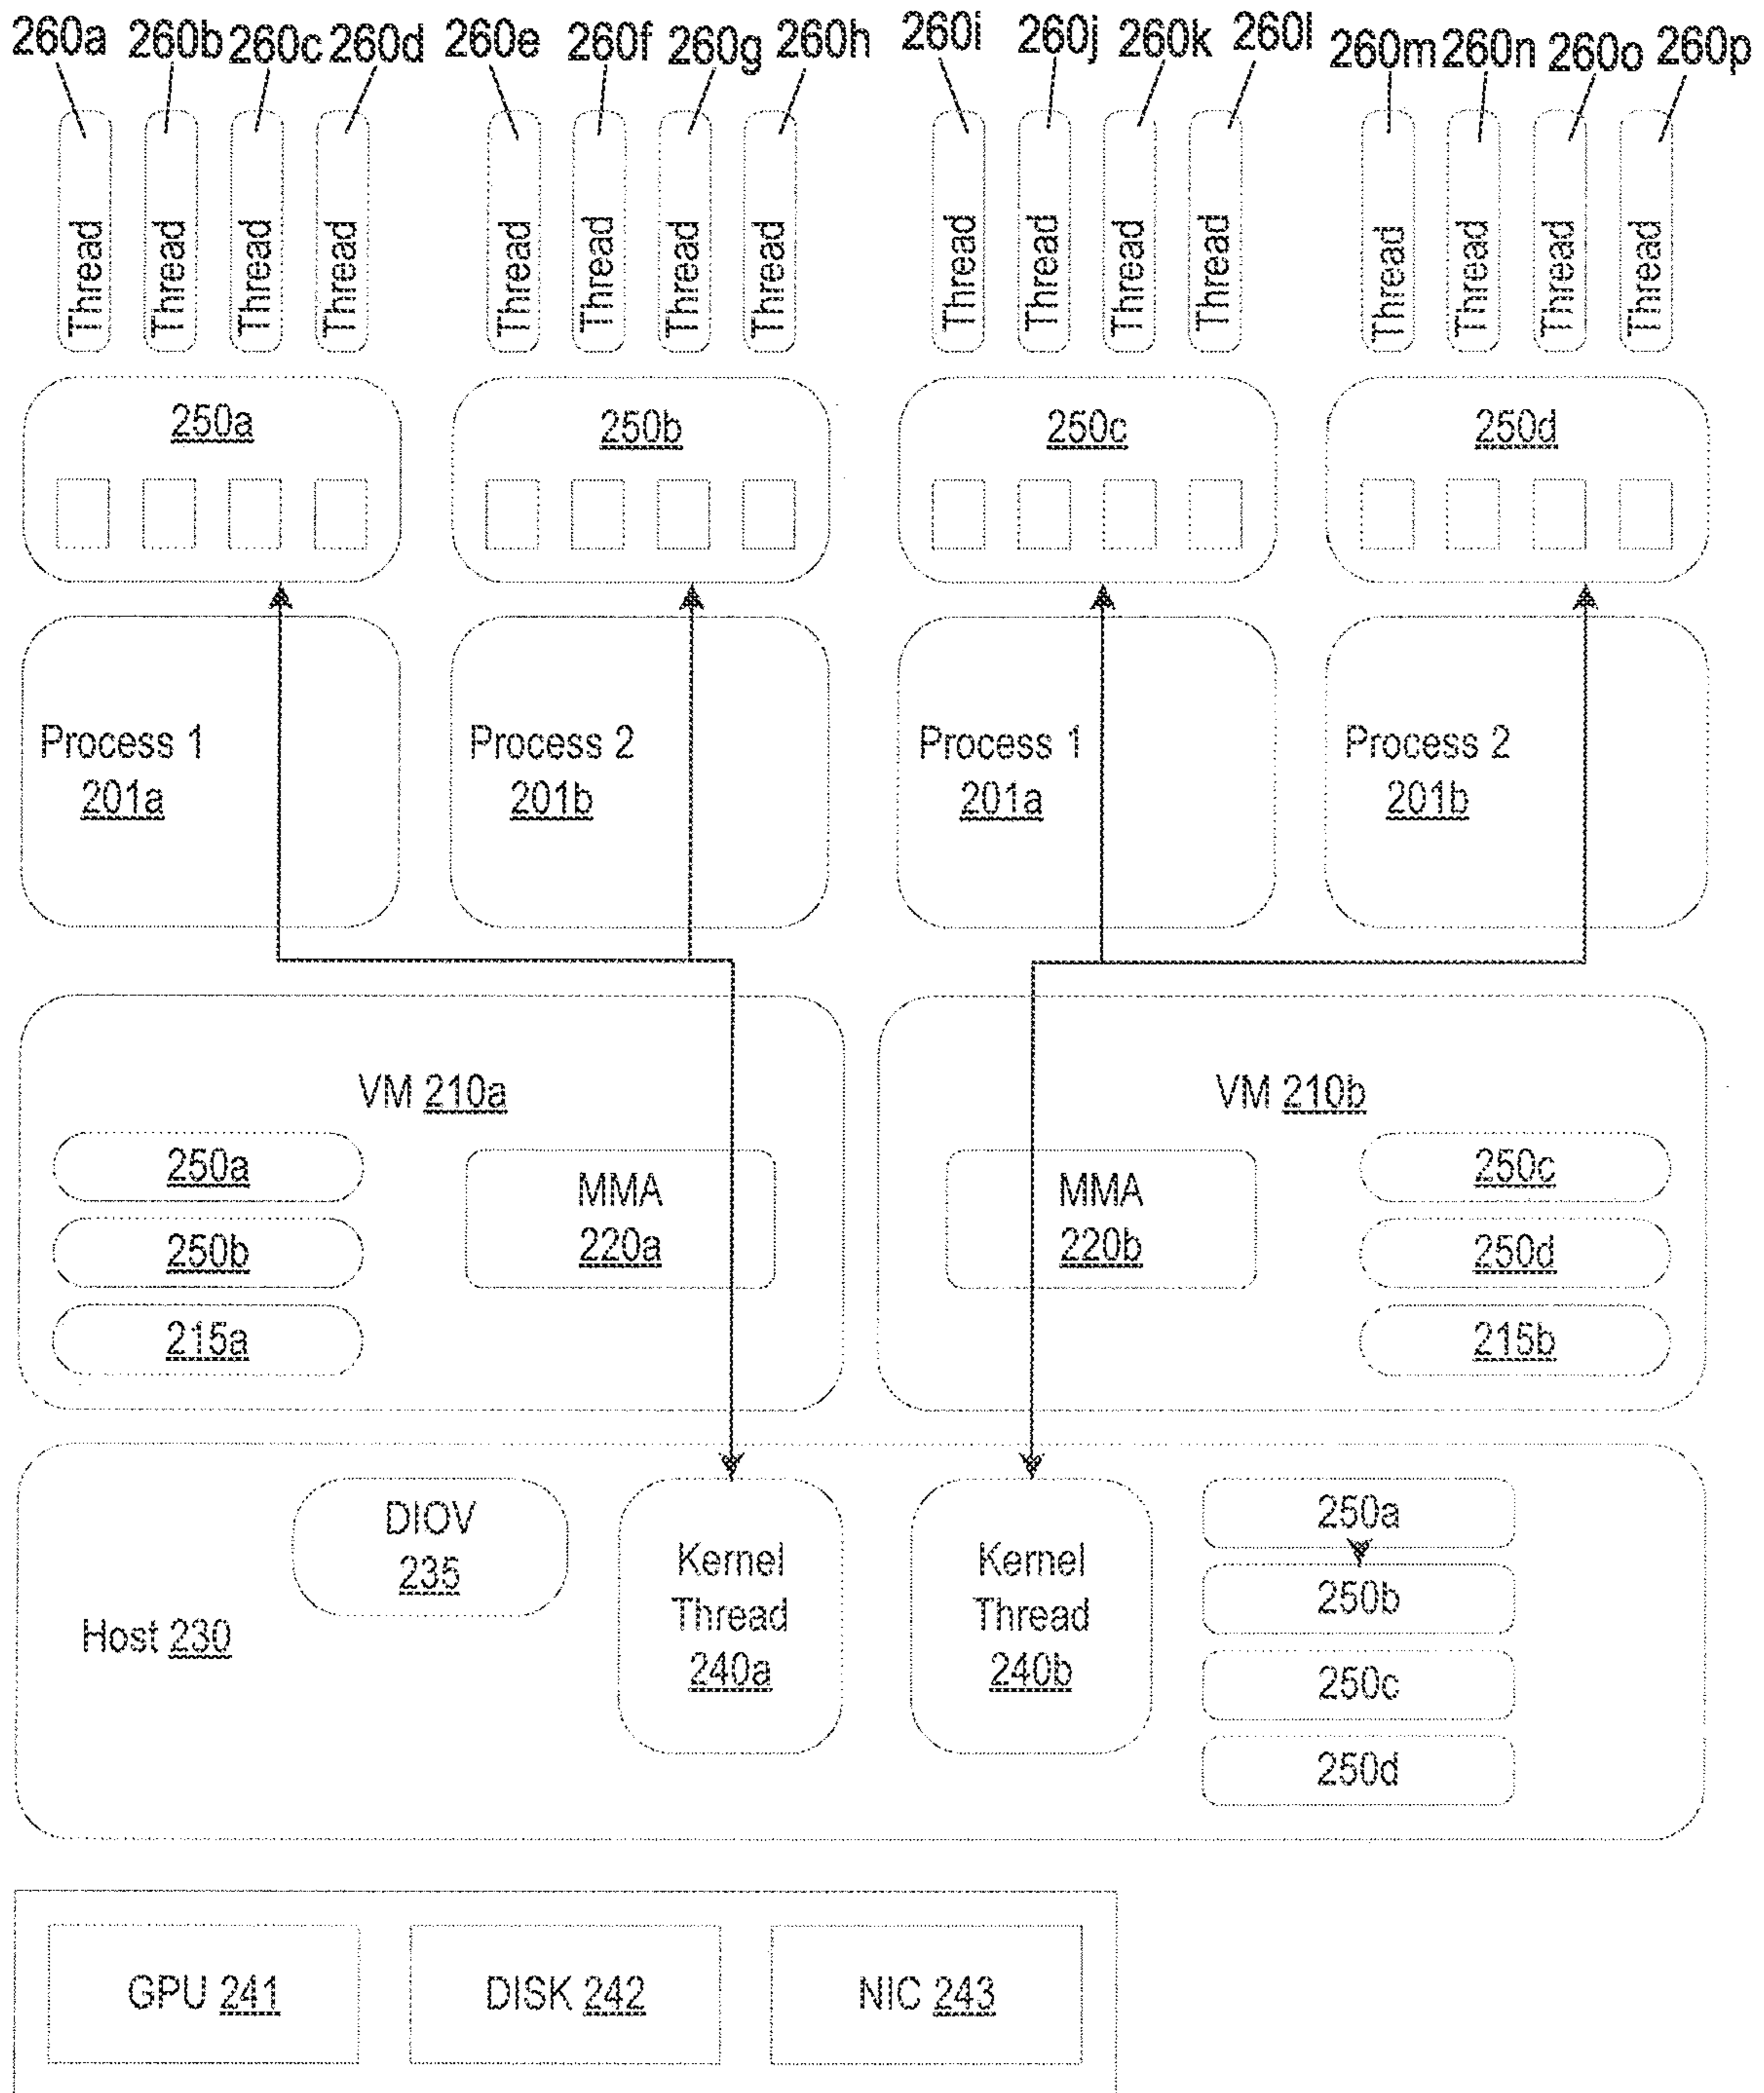 260a 260b 260c 260d 260e 260f 260g 260h 260i 260j 260k 260l 260m 260n 260o 260p
Thread Thread Thread Thread Thread Thread Thread Thread Thread Thread Thread Thread Thread Thread Thread Thread
250a 250b 250c 250d
Process 1 Process 2 Process 1 Process 2
201a 201b 201a 201b
VM 210a
250a
250b
215a
MMA
220a
VM 210b
MMA
220b
250c
250d
215b
Host 230
DIOV
235
Kernel
Thread
240a
Kernel
Thread
240b
250a
250b
250c
250d
GPU 241 DISK 242 NIC 243